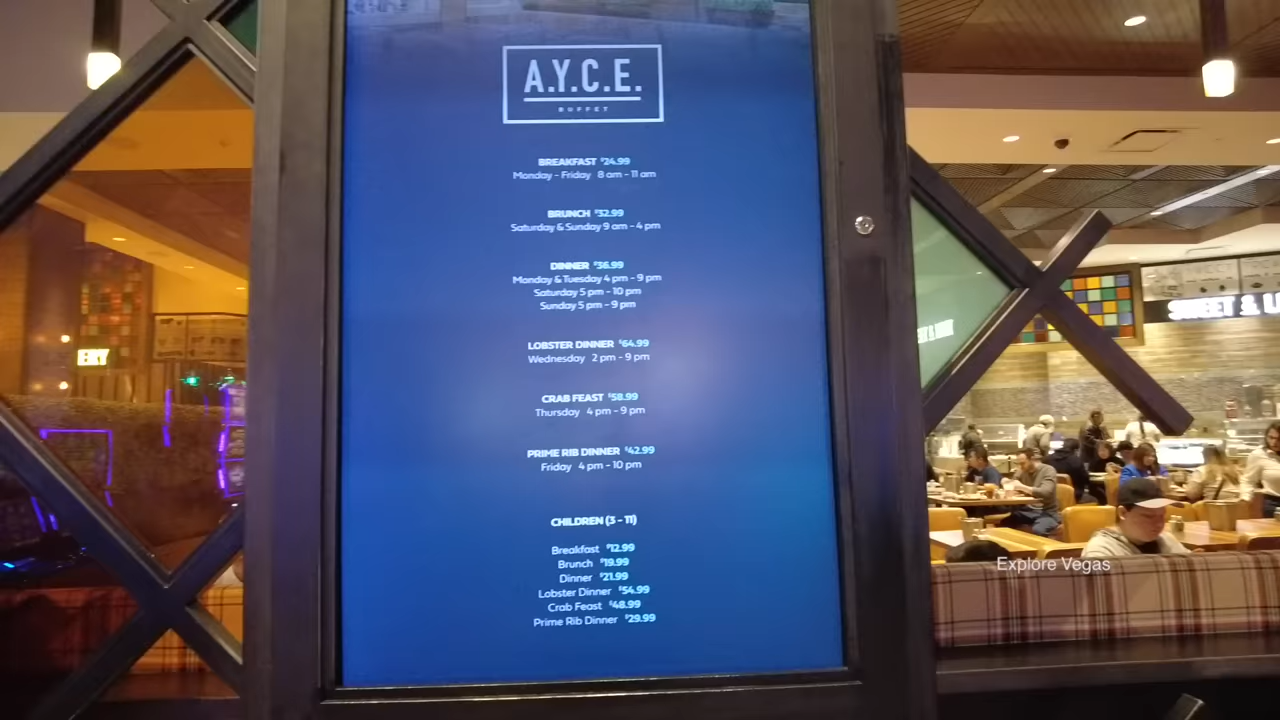 A.Y.C.E.
BUFFET
BREAKFAST $24.99
Monday - Friday 8 am - 11 am
BRUNCH $32.99
Saturday & Sunday 9 am - 4 pm
DINNER $36.99
Monday & Tuesday 4 pm - 9 pm
Saturday 5 pm - 10 pm
Sunday 5 pm - 9 pm
LOBSTER DINNER $64.99
Wednesday 2 pm - 9 pm
CRAB FEAST $58.99
Thursday 4 pm - 9 pm
PRIME RIB DINNER $42.99
Friday 4 pm - 10 pm
CHILDREN (3 - 11)
Breakfast $12.99
Brunch $19.99
Dinner $21.99
Lobster Dinner $54.99
Crab Feast $48.99
Prime Rib Dinner $29.99
SWEET &
Explore Vegas